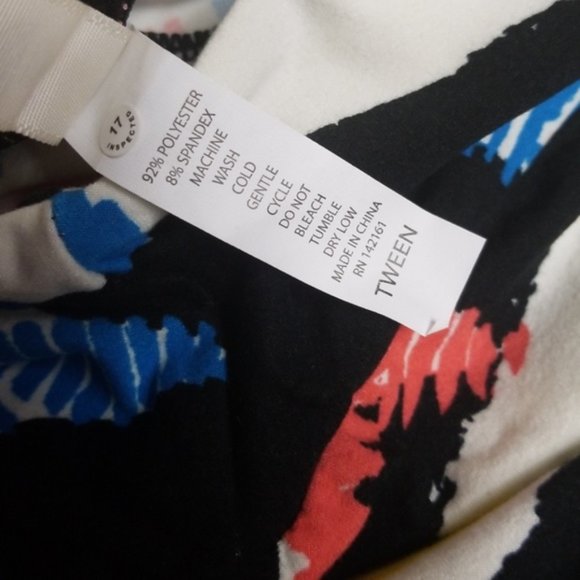 17
INSPECTED
92% POLYESTER
8% SPANDEX
MACHINE
WASH
COLD
GENTLE
CYCLE
DO NOT
BLEACH
TUMBLE
DRY LOW
MADE IN CHINA
RN 142161
TWEEN